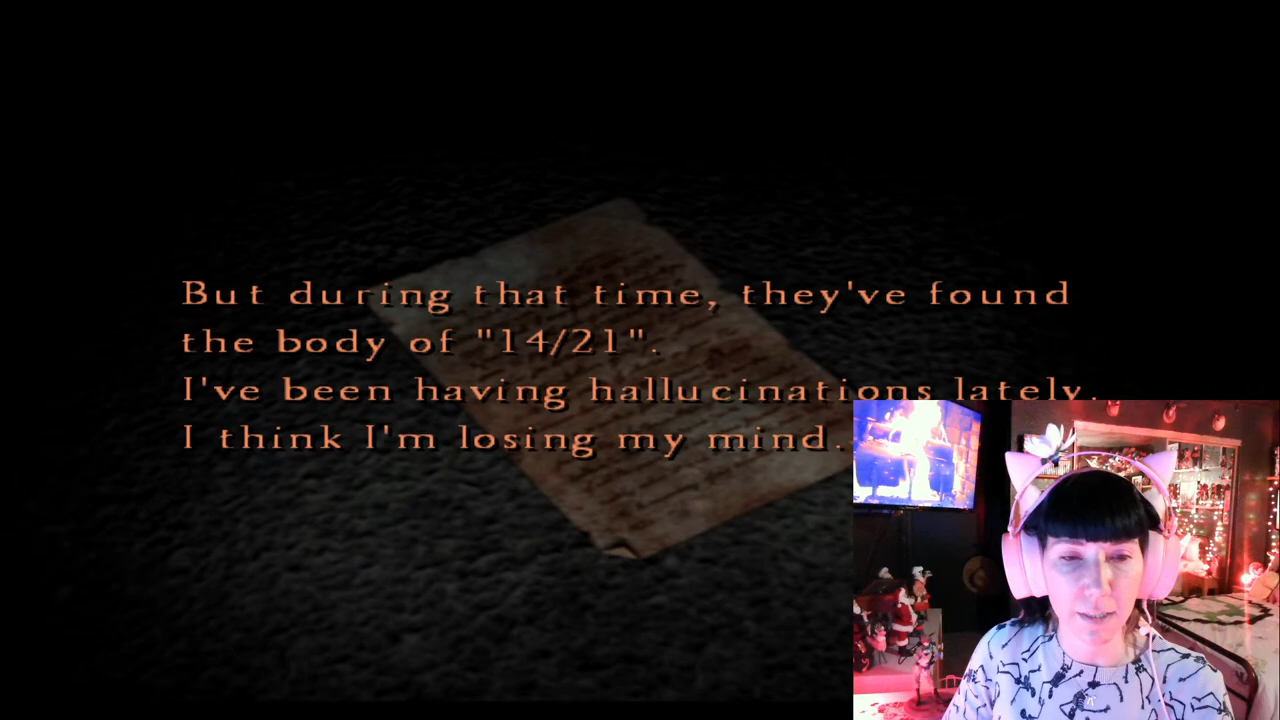 But during that time, they've found
the body of "14/21".
I've been having hallucinations lately.
I think I'm losing my mind.